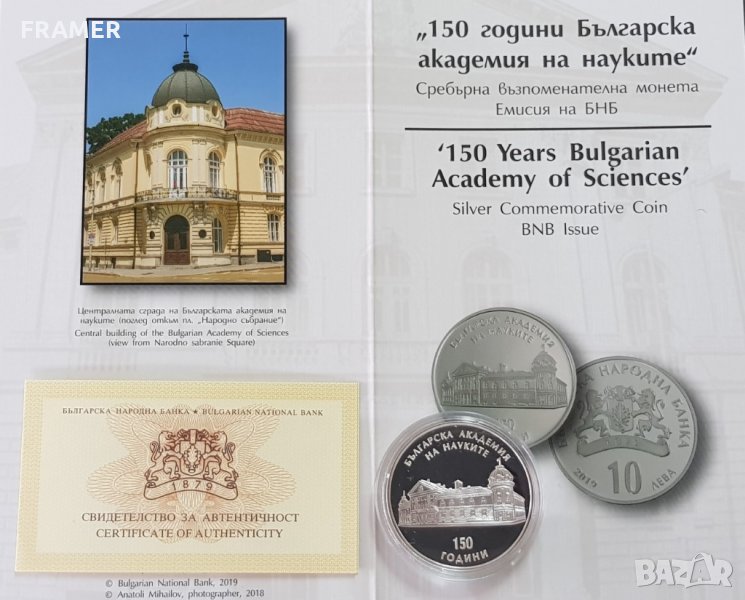 FRAMER
„150 години Българска
академия на науките“
Сребърна възпоменателна монета
Емисия на БНБ
‘150 Years Bulgarian
Academy of Sciences’
Silver Commemorative Coin
BNB Issue
Централната сграда на Българската академия на
науките (поглед откъм пл. „Народно събрание“)
Central building of the Bulgarian Academy of Sciences
(view from Narodno sabranie Square)
БЪЛГАРСКА НАРОДНА БАНКА ★ BULGARIAN NATIONAL BANK
1879
СВИДЕТЕЛСТВО ЗА АВТЕНТИЧНОСТ
CERTIFICATE OF AUTHENTICITY
© Bulgarian National Bank, 2019
© Anatoli Mihailov, photographer, 2018
БЪЛГАРСКА АКАДЕМИЯ
НА НАУКИТЕ
НАРОДНА БАНКА
1879
2019
10
ЛЕВА
БЪЛГАРСКА АКАДЕМИЯ
НА НАУКИТЕ
150
ГОДИНИ
BAZAR